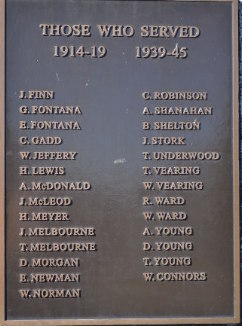 THOSE WHO SERVED
1914-19 1939-45
J. FINN
G. FONTANA
E. FONTANA
C. GADD
W. JEFFERY
H. LEWIS
A. McDONALD
J. McLEOD
H. MEYER
J. MELBOURNE
T. MELBOURNE
D. MORGAN
E. NEWMAN
W. NORMAN
C. ROBINSON
A. SHANAHAN
B. SHELTON
J. STORK
T. UNDERWOOD
T. VEARING
W. VEARING
R. WARD
W. WARD
A. YOUNG
D. YOUNG
T. YOUNG
W. CONNORS